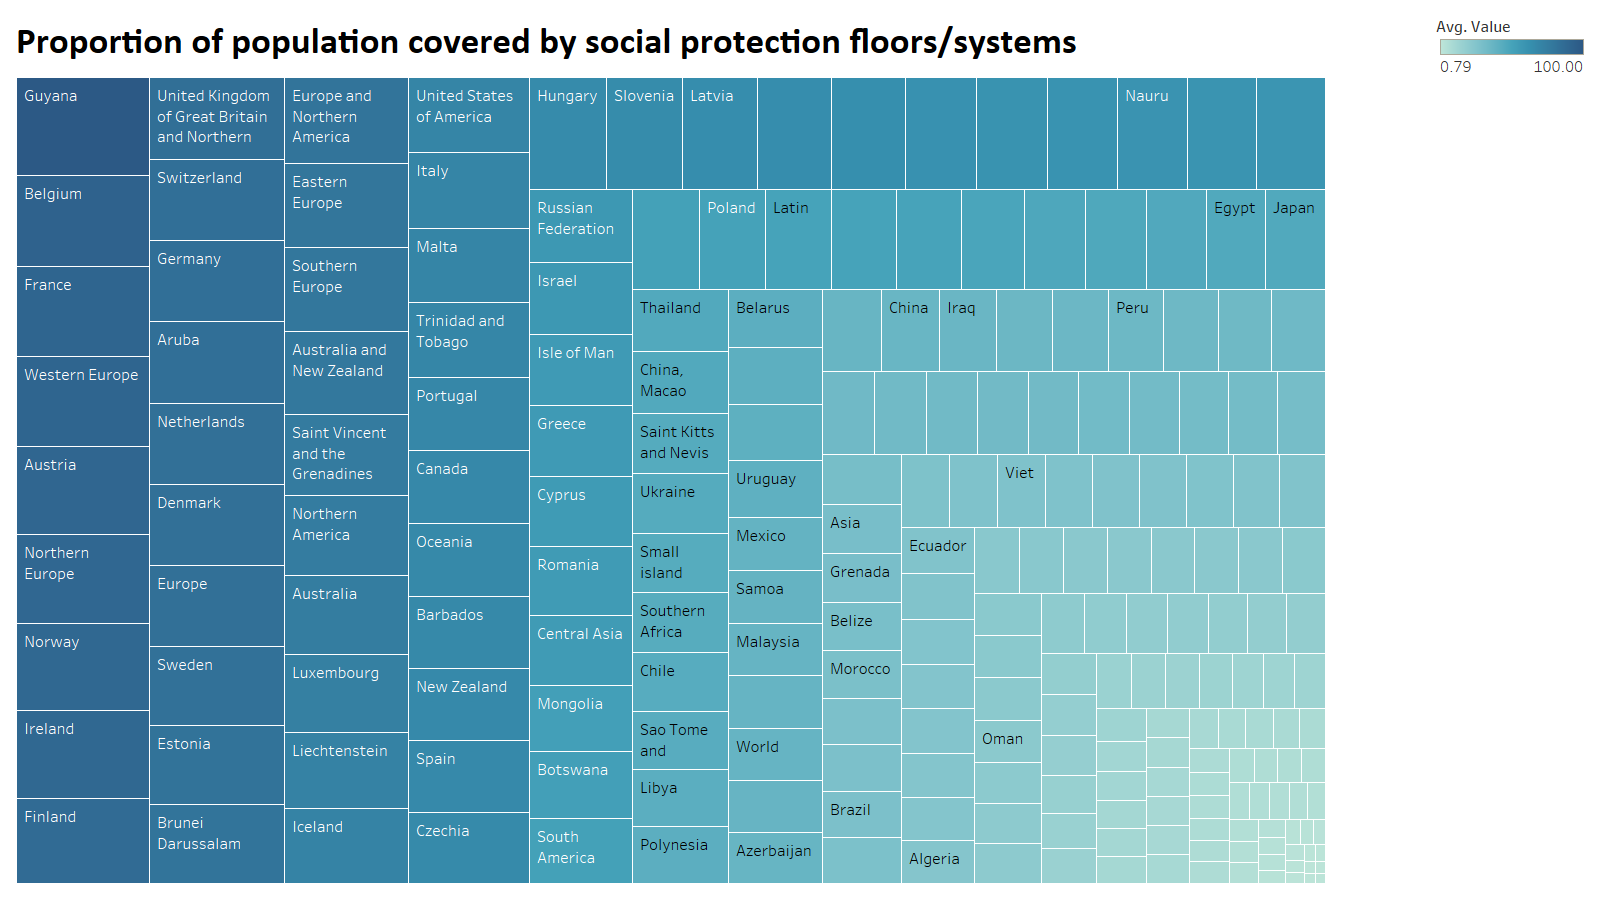 Proportion of population covered by social protection floors/systems
Avg. Value
0.79
100.00
Guyana
Belgium
France
Western Europe
Austria
Northern
Europe
Norway
Ireland
Finland
United Kingdom
of Great Britain
and Northern
Switzerland
Germany
Aruba
Netherlands
Denmark
Europe
Sweden
Estonia
Brunei
Darussalam
Europe and
Northern
America
Eastern
Europe
Southern
Europe
Australia and
New Zealand
Saint Vincent
and the
Grenadines
Northern
America
Australia
Luxembourg
Liechtenstein
Iceland
United States
of America
Italy
Malta
Trinidad and
Tobago
Portugal
Canada
Oceania
Barbados
New Zealand
Spain
Czechia
Hungary
Slovenia
Latvia
Nauru
Russian
Federation
Israel
Isle of Man
Greece
Cyprus
Romania
Central Asia
Mongolia
Botswana
South
America
Poland
Latin
Egypt
Japan
Thailand
China,
Macao
Saint Kitts
and Nevis
Ukraine
Small
island
Southern
Africa
Chile
Sao Tome
and
Libya
Polynesia
Belarus
Uruguay
Mexico
Samoa
Malaysia
World
Azerbaijan
China
Iraq
Peru
Asia
Grenada
Belize
Morocco
Brazil
Viet
Ecuador
Algeria
Oman